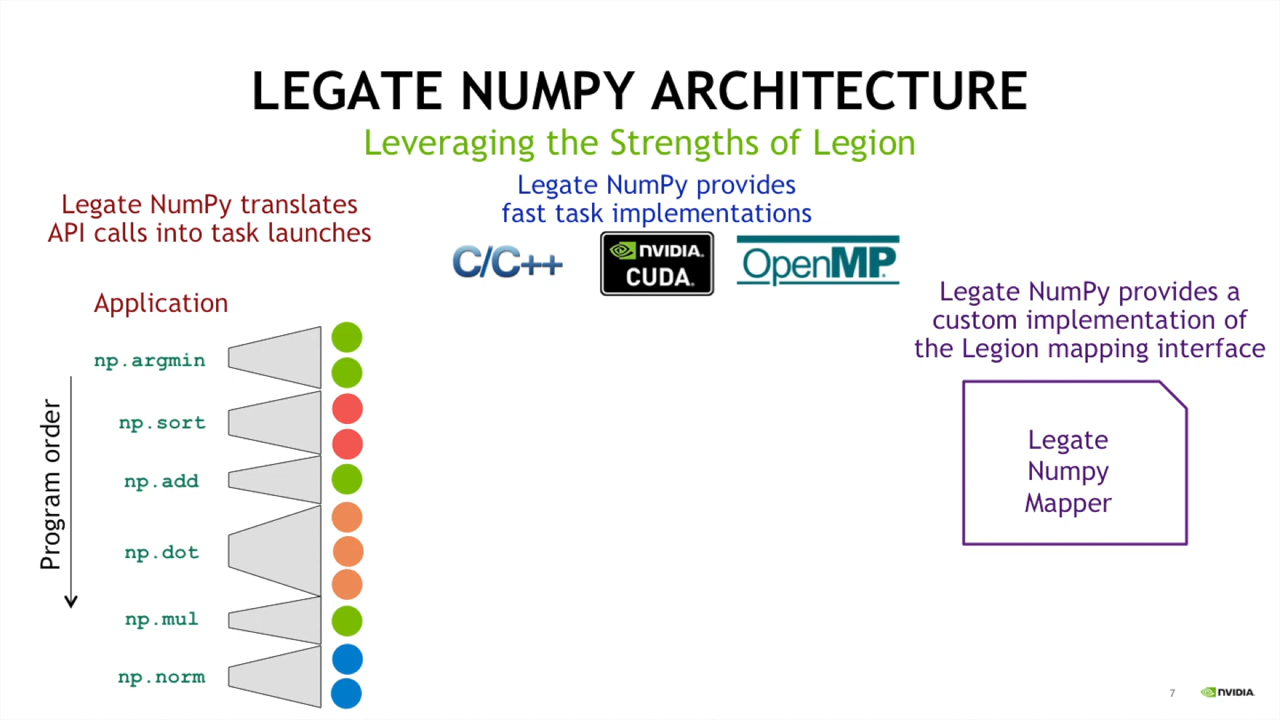 LEGATE NUMPY ARCHITECTURE
Leveraging the Strengths of Legion
Legate NumPy translates
API calls into task launches
Legate NumPy provides
fast task implementations
C/C++
NVIDIA.
CUDA.
OpenMP
Legate NumPy provides a
custom implementation of
the Legion mapping interface
Application
Program order
np.argmin
np.sort
np.add
np.dot
np.mul
np.norm
Legate
Numpy
Mapper
7
NVIDIA.